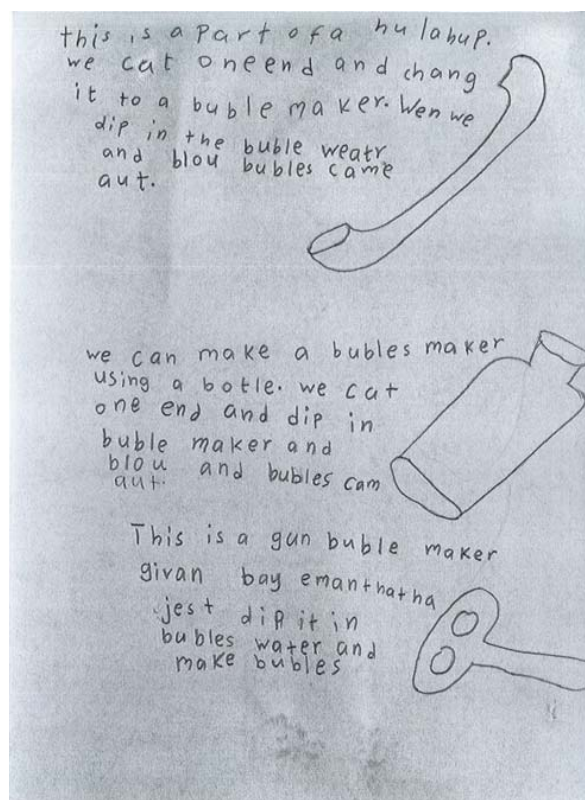 this is a part of a hulahup.
we cat one end and chang
it to a buble maker. Wen we
dip in the buble weatr
and blou bubles came
aut.
we can make a bubles maker
using a botle. we cat
one end and dip in
buble maker and
blou and bubles cam
aut.
This is a gun buble maker
givan bay emanthatha
jest dip it in
bubles water and
make bubles